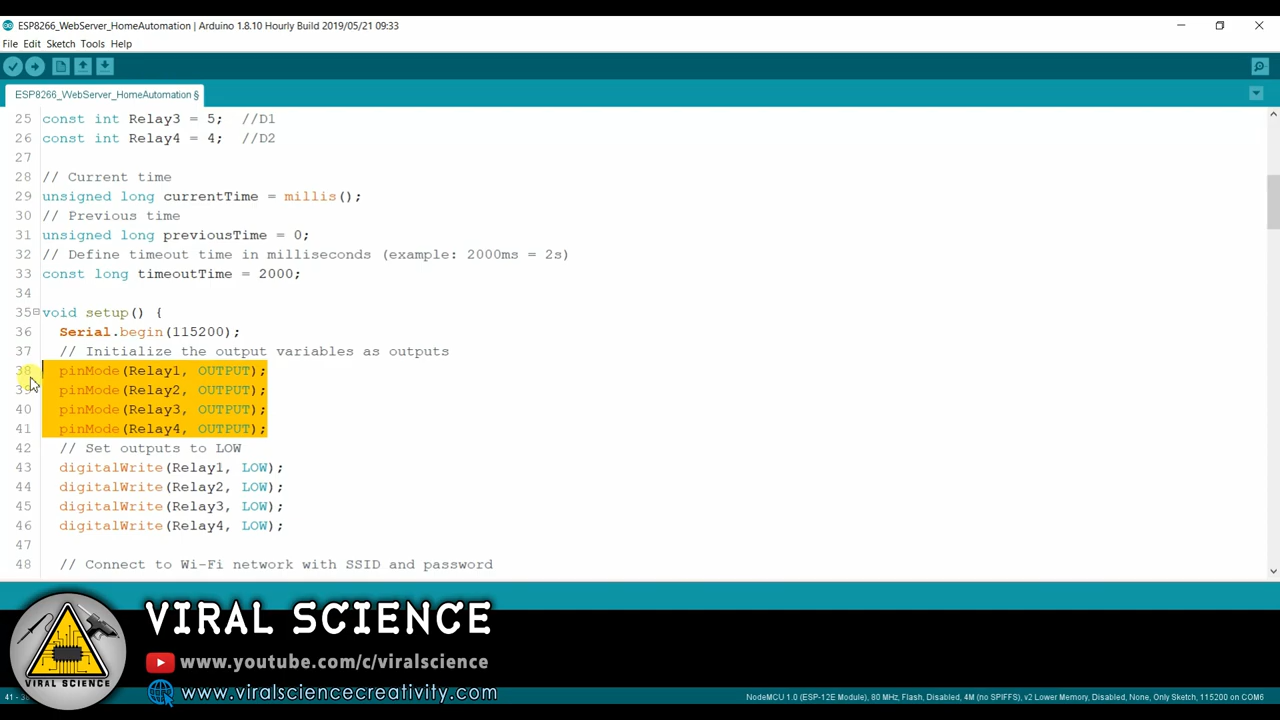 ESP8266_WebServer_HomeAutomation | Arduino 1.8.10 Hourly Build 2019/05/21 09:33
File Edit Sketch Tools Help
ESP8266_WebServer_HomeAutomation §
25 const int Relay3 = 5;  //D1
26 const int Relay4 = 4;  //D2
27
28 // Current time
29 unsigned long currentTime = millis();
30 // Previous time
31 unsigned long previousTime = 0;
32 // Define timeout time in milliseconds (example: 2000ms = 2s)
33 const long timeoutTime = 2000;
34
35 void setup() {
36   Serial.begin(115200);
37   // Initialize the output variables as outputs
38   pinMode(Relay1, OUTPUT);
39   pinMode(Relay2, OUTPUT);
40   pinMode(Relay3, OUTPUT);
41   pinMode(Relay4, OUTPUT);
42   // Set outputs to LOW
43   digitalWrite(Relay1, LOW);
44   digitalWrite(Relay2, LOW);
45   digitalWrite(Relay3, LOW);
46   digitalWrite(Relay4, LOW);
47
48   // Connect to Wi-Fi network with SSID and password
VIRAL SCIENCE
www.youtube.com/c/viralscience
VIRAL SCIENCE
www.viralsciencecreativity.com
NodeMCU 1.0 (ESP-12E Module), 80 MHz, Flash, Disabled, 4M (no SPIFFS), v2 Lower Memory, Disabled, None, Only Sketch, 115200 on COM6